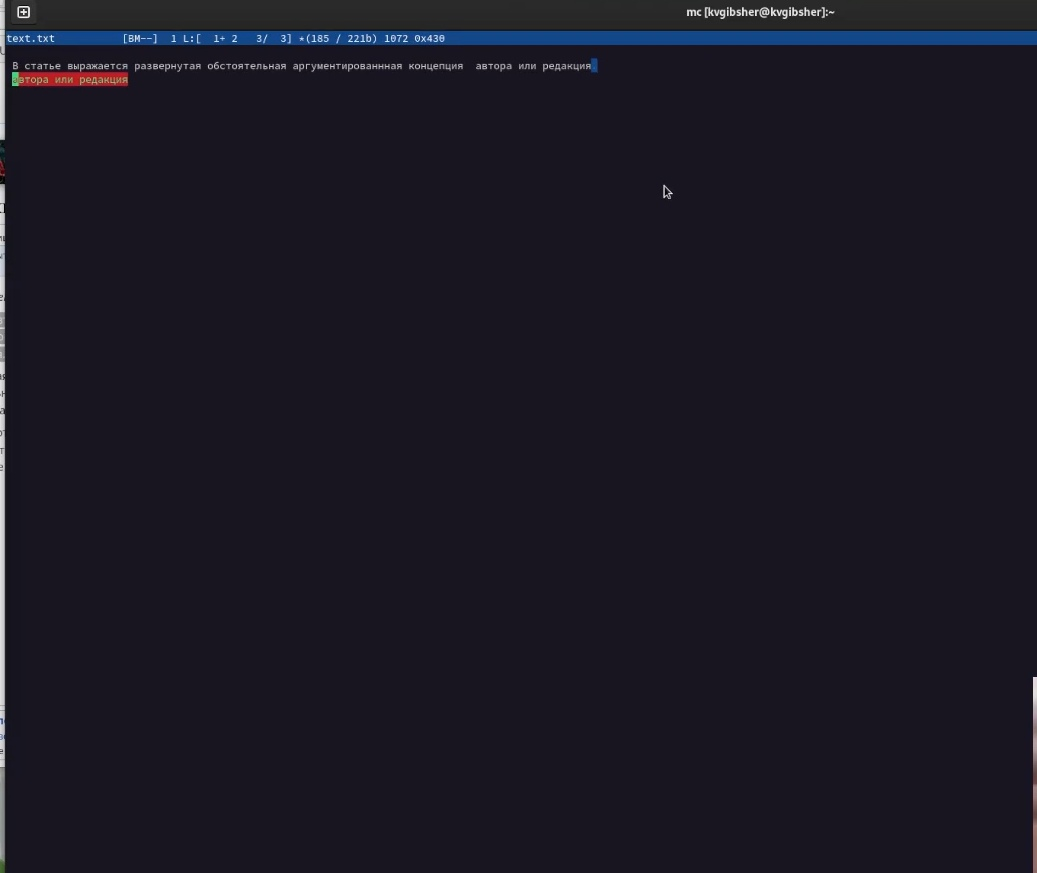 mc [kvgibsher@kvgibsher]:~
text.txt [BM--] 1 L:[ 1+ 2 3/ 3] *(185 / 221b) 1072 0x430
В статье выражается развернутая обстоятельная аргументированнная концепция автора или редакция
автора или редакция